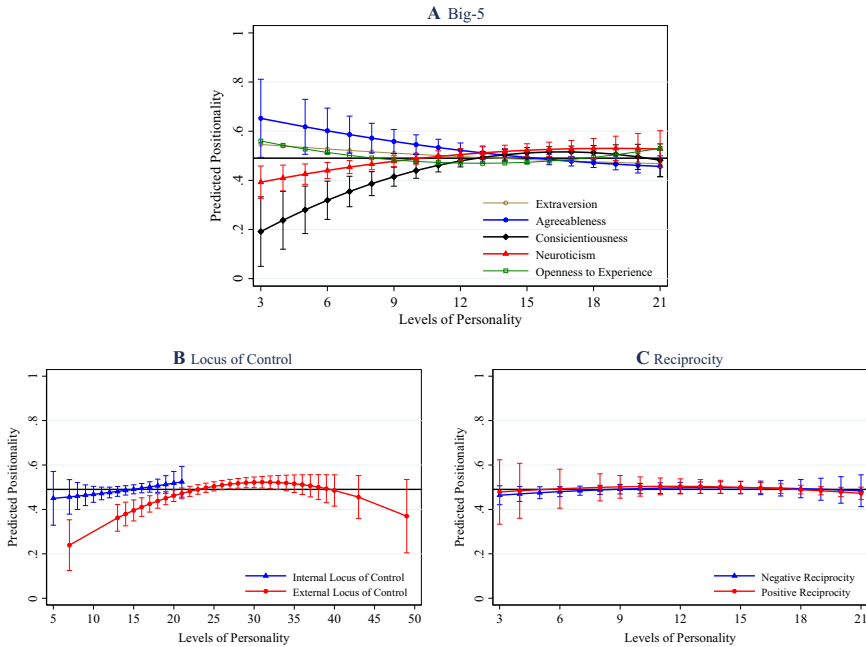 A Big-5
Predicted Positionality
1
.8
.6
.4
.2
0
Extraversion
Agreeableness
Consicientiousness
Neuroticism
Openness to Experience
3 6 9 12 15 18 21
Levels of Personality
B Locus of Control
Predicted Positionality
1
.8
.6
.4
.2
0
Internal Locus of Control
External Locus of Control
5 10 15 20 25 30 35 40 45 50
Levels of Personality
C Reciprocity
Predicted Positionality
1
.8
.6
.4
.2
0
Negative Reciprocity
Positive Reciprocity
3 6 9 12 15 18 21
Levels of Personality